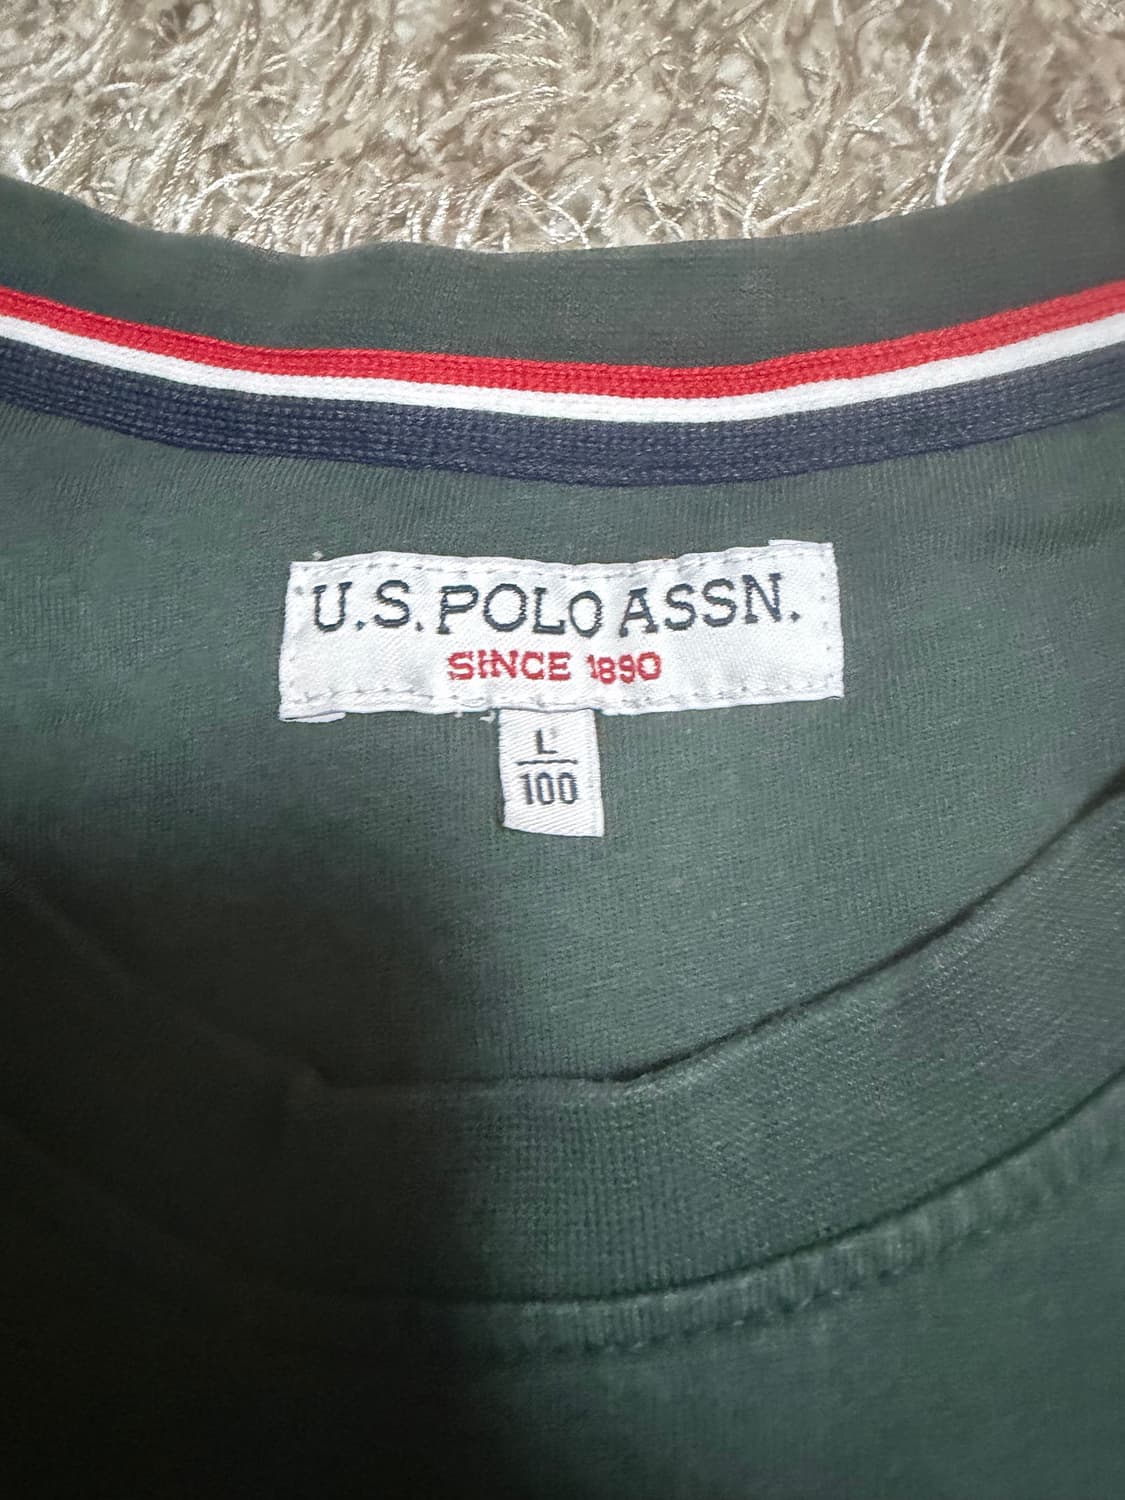 U.S. POLO ASSN.
SINCE 1890
L
100